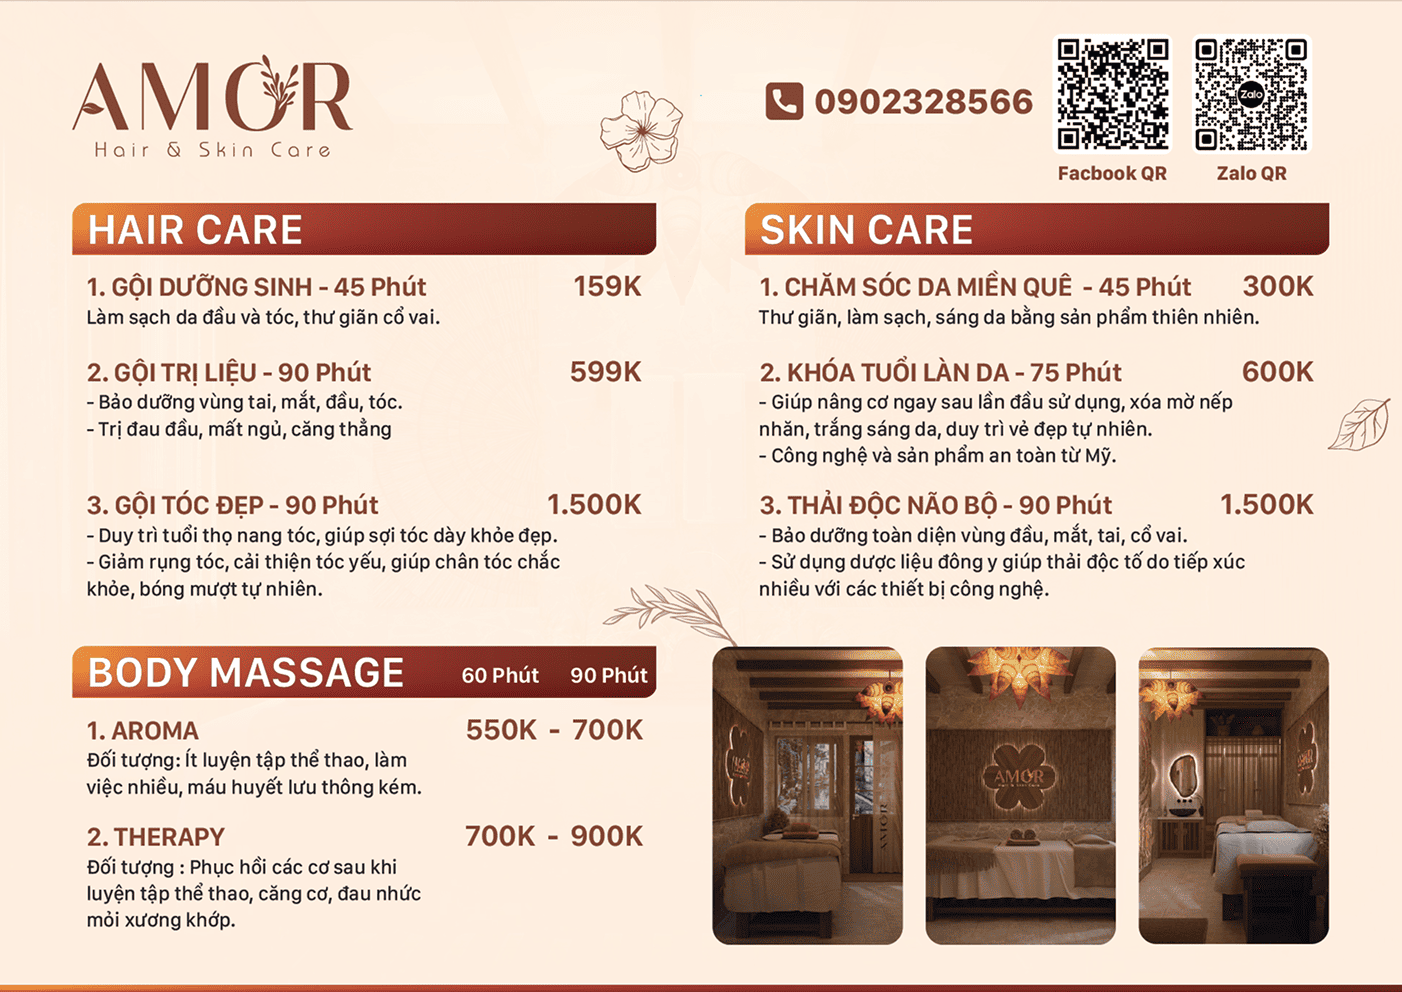 AMOR
Hair & Skin Care
0902328566
Facbook QR
Zalo
Zalo QR
HAIR CARE
1. GỘI DƯỠNG SINH - 45 Phút 159K
Làm sạch da đầu và tóc, thư giãn cổ vai.
2. GỘI TRỊ LIỆU - 90 Phút 599K
- Bảo dưỡng vùng tai, mắt, đầu, tóc.
- Trị đau đầu, mất ngủ, căng thẳng
3. GỘI TÓC ĐẸP - 90 Phút 1.500K
- Duy trì tuổi thọ nang tóc, giúp sợi tóc dày khỏe đẹp.
- Giảm rụng tóc, cải thiện tóc yếu, giúp chân tóc chắc
khỏe, bóng mượt tự nhiên.
SKIN CARE
1. CHĂM SÓC DA MIỀN QUÊ - 45 Phút 300K
Thư giãn, làm sạch, sáng da bằng sản phẩm thiên nhiên.
2. KHÓA TUỔI LÀN DA - 75 Phút 600K
- Giúp nâng cơ ngay sau lần đầu sử dụng, xóa mờ nếp
nhăn, trắng sáng da, duy trì vẻ đẹp tự nhiên.
- Công nghệ và sản phẩm an toàn từ Mỹ.
3. THẢI ĐỘC NÃO BỘ - 90 Phút 1.500K
- Bảo dưỡng toàn diện vùng đầu, mắt, tai, cổ vai.
- Sử dụng dược liệu đông y giúp thải độc tố do tiếp xúc
nhiều với các thiết bị công nghệ.
BODY MASSAGE 60 Phút 90 Phút
1. AROMA 550K - 700K
Đối tượng: Ít luyện tập thể thao, làm
việc nhiều, máu huyết lưu thông kém.
2. THERAPY 700K - 900K
Đối tượng : Phục hồi các cơ sau khi
luyện tập thể thao, căng cơ, đau nhức
mỏi xương khớp.
AMOR
AMOR
AMOR
Hair & Skin Care
AMOR